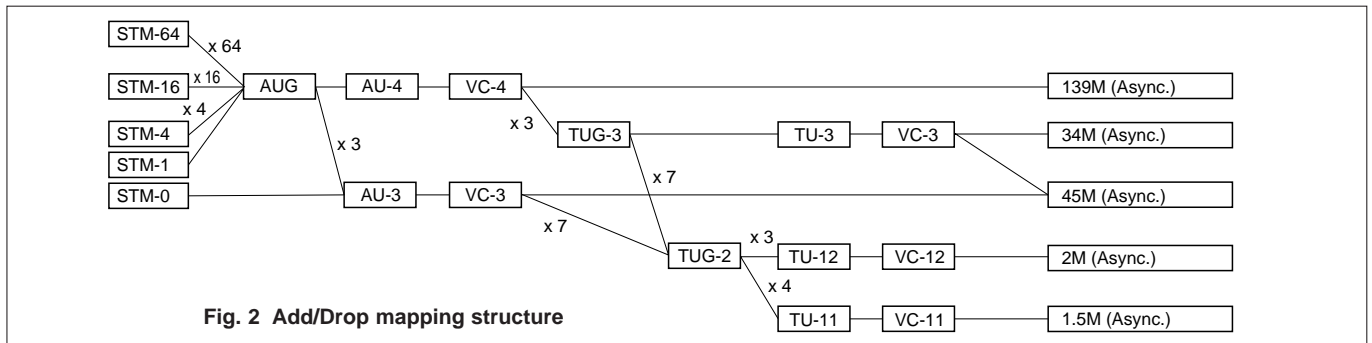 STM-64
x 64
STM-16
x 16
AUG
AU-4
VC-4
139M (Async.)
x 4
STM-4
x 3
TUG-3
TU-3
VC-3
34M (Async.)
STM-1
x 3
STM-0
AU-3
VC-3
x 7
45M (Async.)
x 7
TUG-2
x 3
TU-12
VC-12
2M (Async.)
x 4
TU-11
VC-11
1.5M (Async.)
Fig. 2 Add/Drop mapping structure